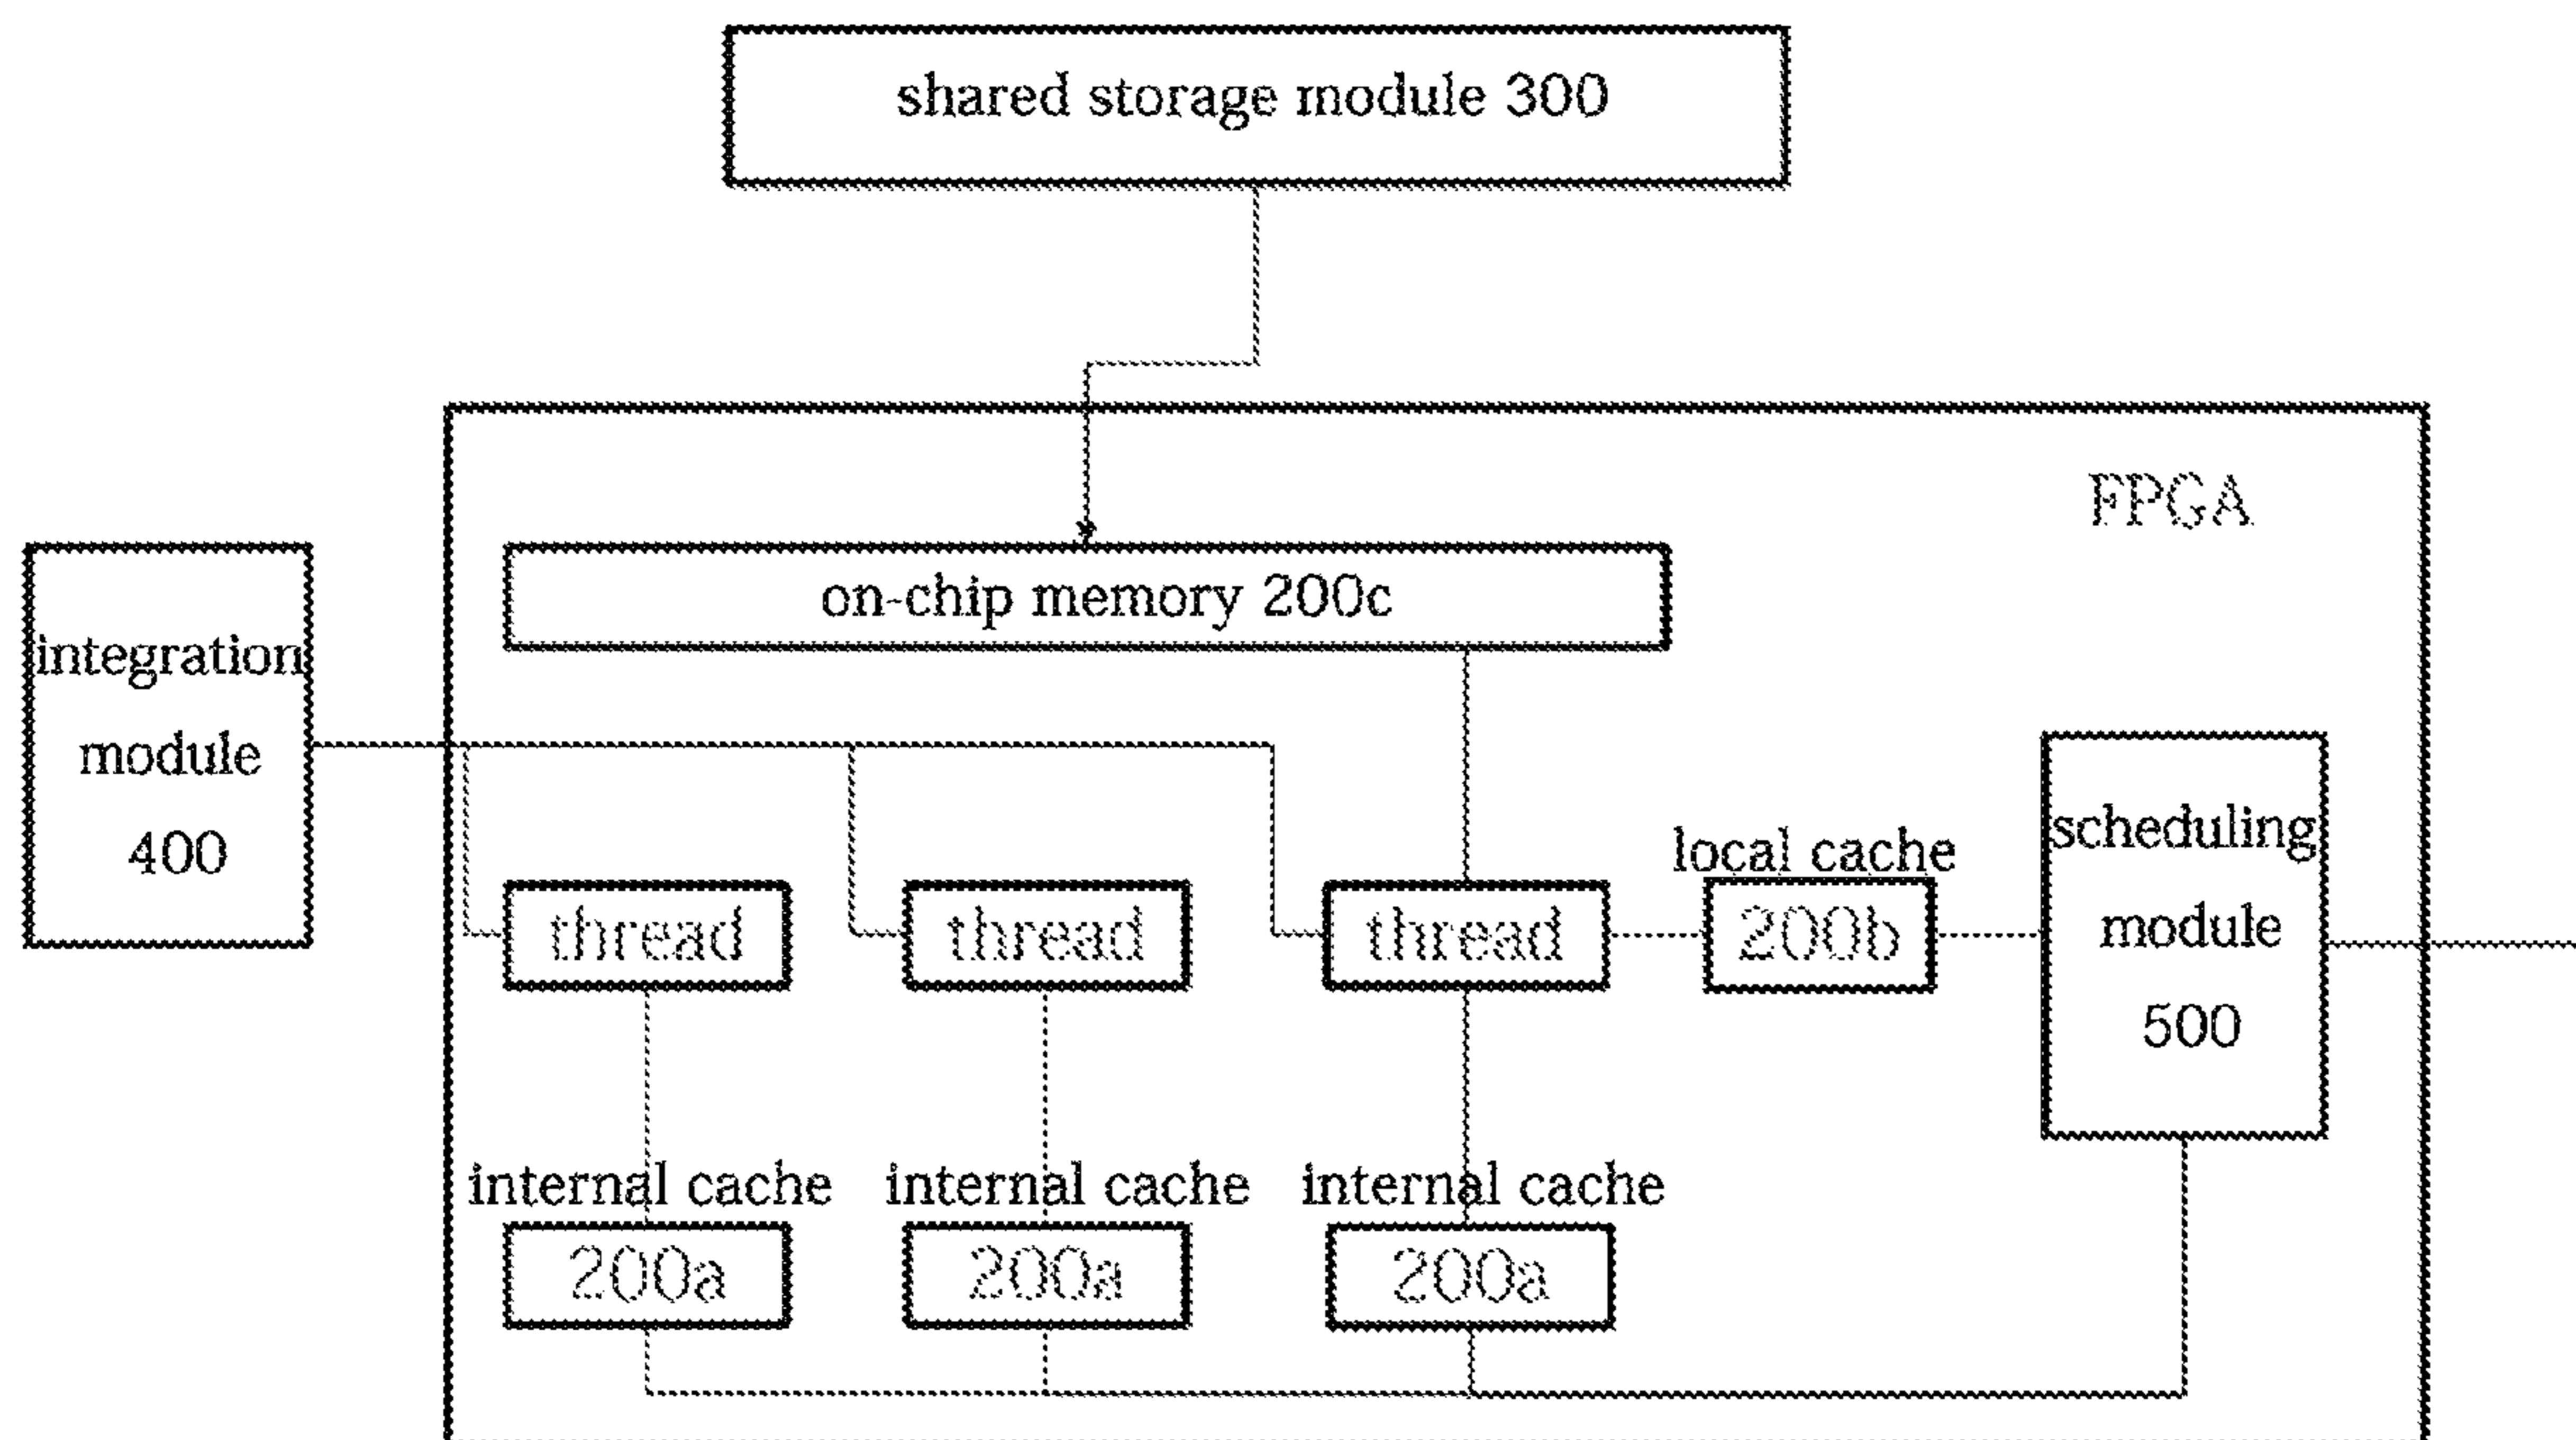 shared storage module 300
FPGA
on-chip memory 200c
integration
module
400
local cache
scheduling
module
500
thread
thread
thread
200b
internal cache
internal cache
internal cache
200a
200a
200a